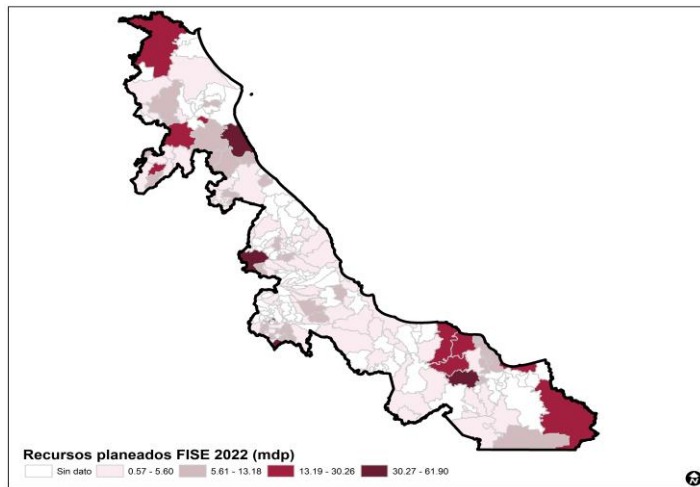 Recursos planeados FISE 2022 (mdp)
Sin dato 0.57 - 5.60 5.61 - 13.18 13.19 - 30.26 30.27 - 61.90